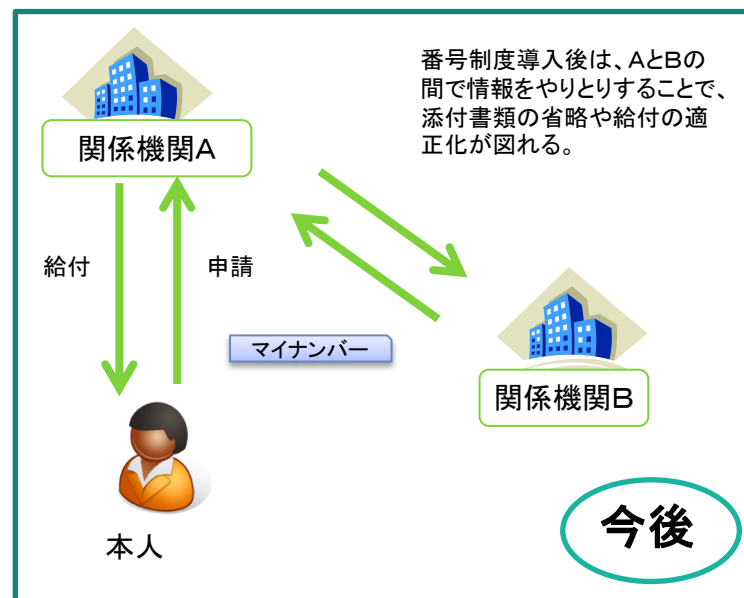 番号制度導入後は、AとBの
間で情報をやりとりすることで、
添付書類の省略や給付の適
正化が図れる。
関係機関A
給付
申請
マイナンバー
関係機関B
本人
今後